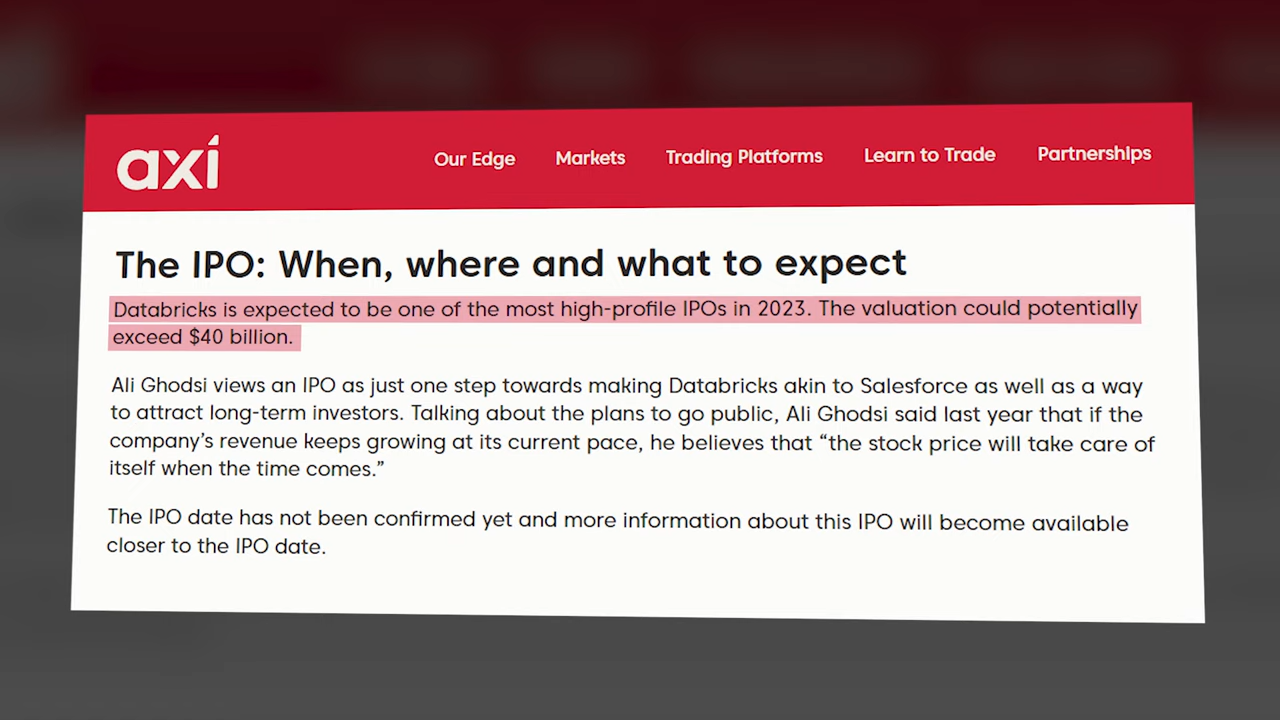 axi
Our Edge Markets Trading Platforms Learn to Trade Partnerships
The IPO: When, where and what to expect
Databricks is expected to be one of the most high-profile IPOs in 2023. The valuation could potentially
exceed $40 billion.
Ali Ghodsi views an IPO as just one step towards making Databricks akin to Salesforce as well as a way
to attract long-term investors. Talking about the plans to go public, Ali Ghodsi said last year that if the
company’s revenue keeps growing at its current pace, he believes that “the stock price will take care of
itself when the time comes.”
The IPO date has not been confirmed yet and more information about this IPO will become available
closer to the IPO date.